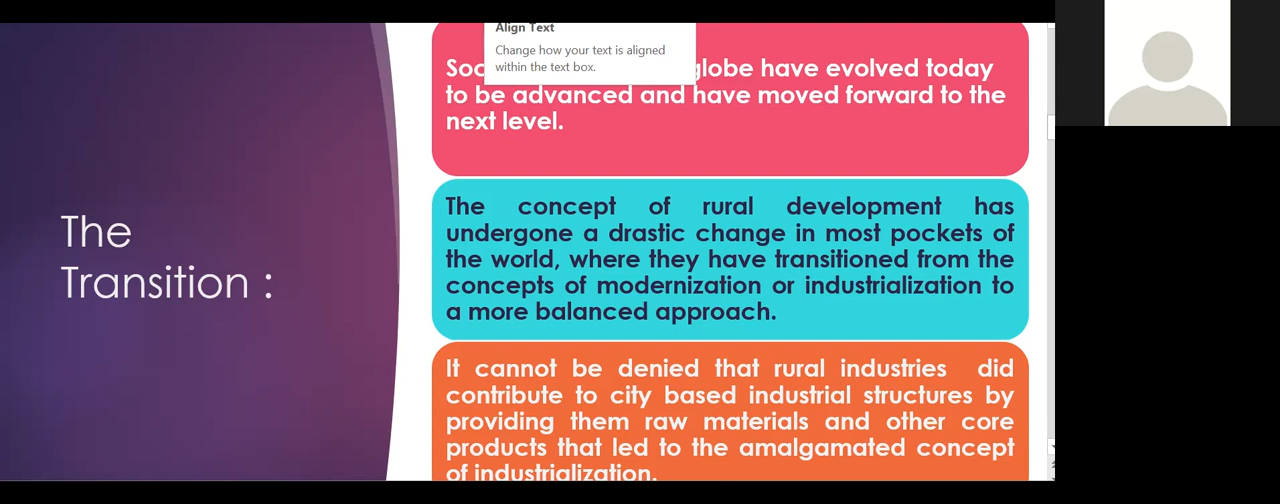 The
Transition :
Align Text
Change how your text is aligned
within the text box.
globe have evolved today
to be advanced and have moved forward to the
next level.
The concept of rural development has
undergone a drastic change in most pockets of
the world, where they have transitioned from the
concepts of modernization or industrialization to
a more balanced approach.
It cannot be denied that rural industries did
contribute to city based industrial structures by
providing them raw materials and other core
products that led to the amalgamated concept
of industrialization.